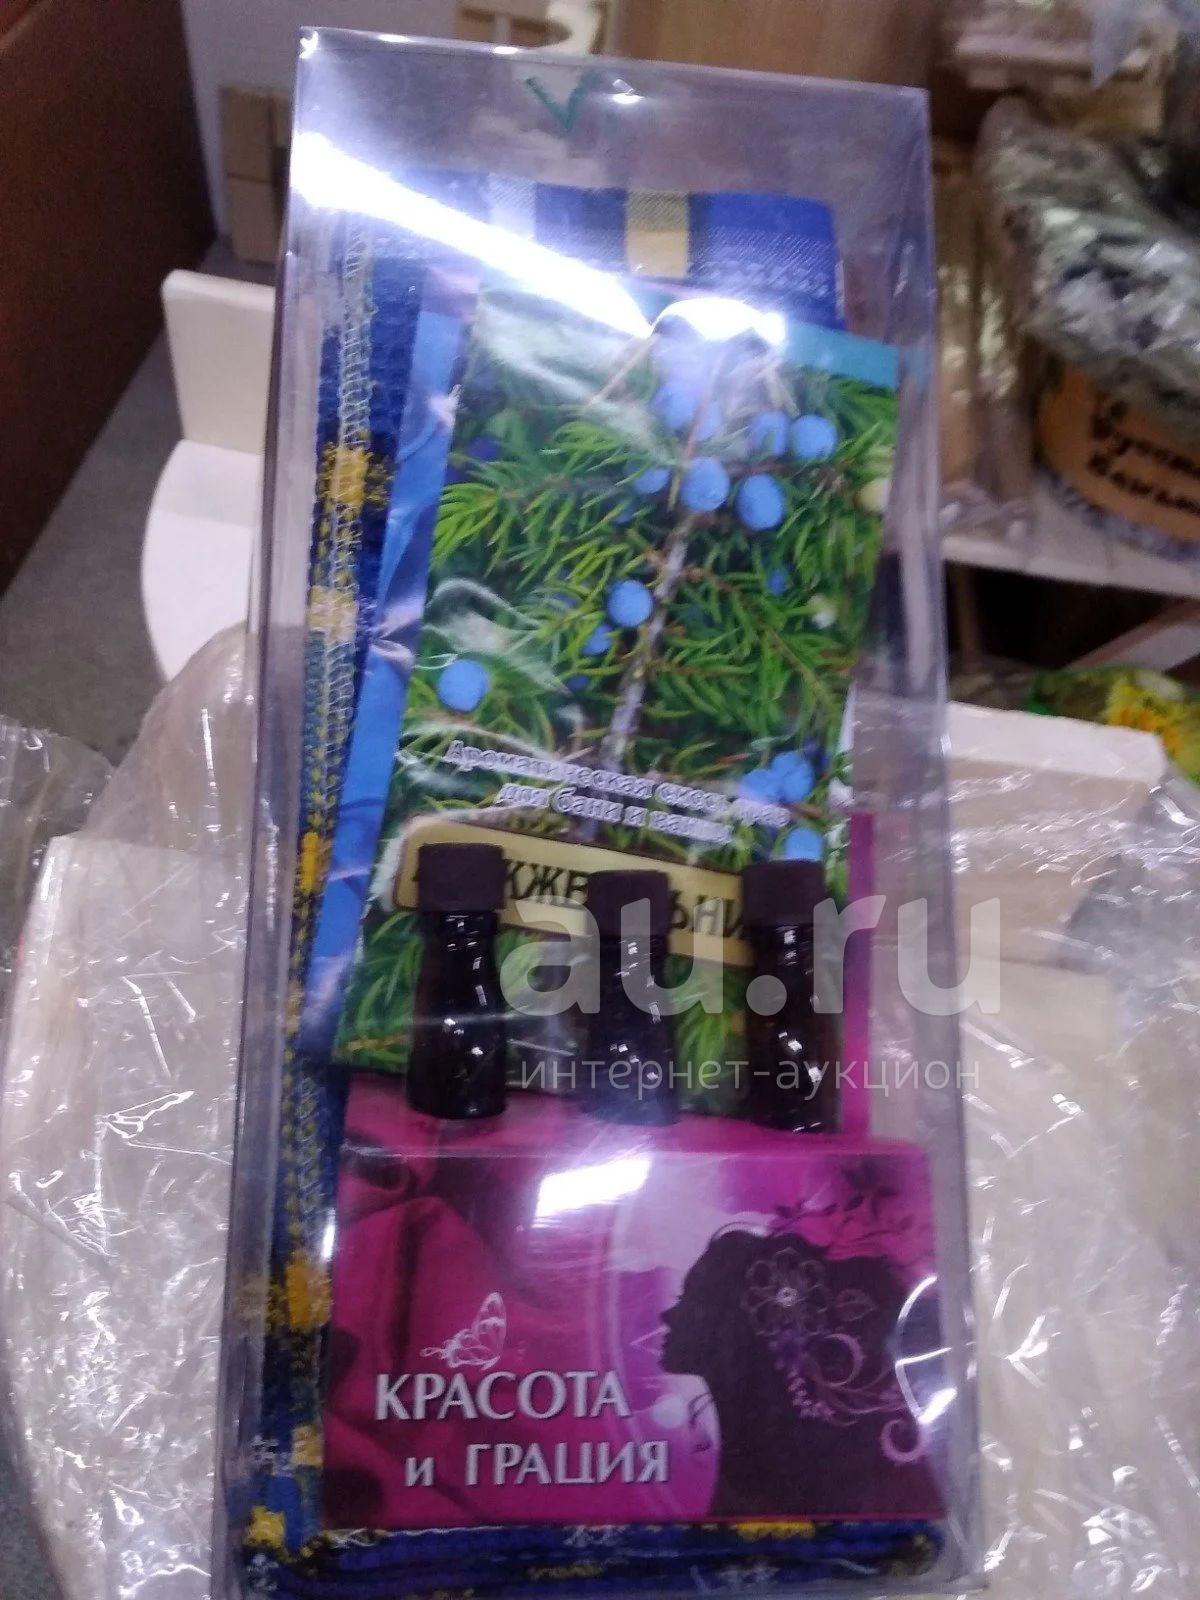 Ароматическая смесь трав
для бани и ванны
au.ru
интернет-аукцион
КРАСОТА
и ГРАЦИЯ